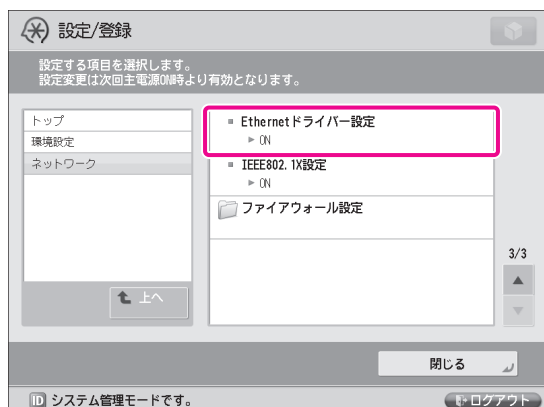 設定/登録
設定する項目を選択します。
設定変更は次回主電源ON時より有効となります。
トップ
環境設定
ネットワーク
上へ
Ethernetドライバー設定
ON
IEEE802.1X設定
ON
ファイアウォール設定
3/3
閉じる
ID システム管理モードです。
ログアウト